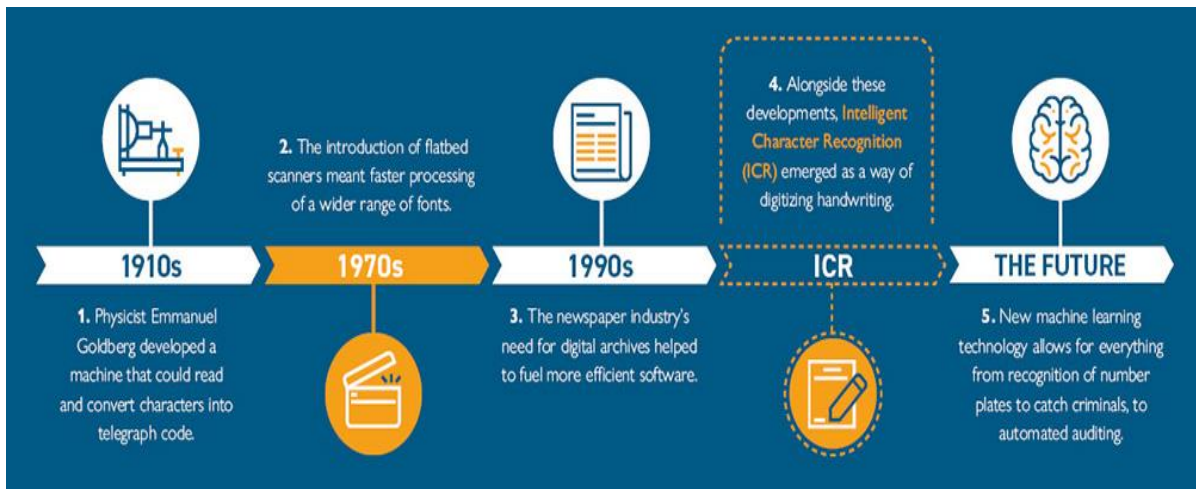 1910s
1. Physicist Emmanuel
Goldberg developed a
machine that could read
and convert characters into
telegraph code.
2. The introduction of flatbed
scanners meant faster processing
of a wider range of fonts.
1970s
1990s
3. The newspaper industry's
need for digital archives helped
to fuel more efficient software.
4. Alongside these
developments, Intelligent
Character Recognition
(ICR) emerged as a way of
digitizing handwriting.
ICR
THE FUTURE
5. New machine learning
technology allows for everything
from recognition of number
plates to catch criminals, to
automated auditing.